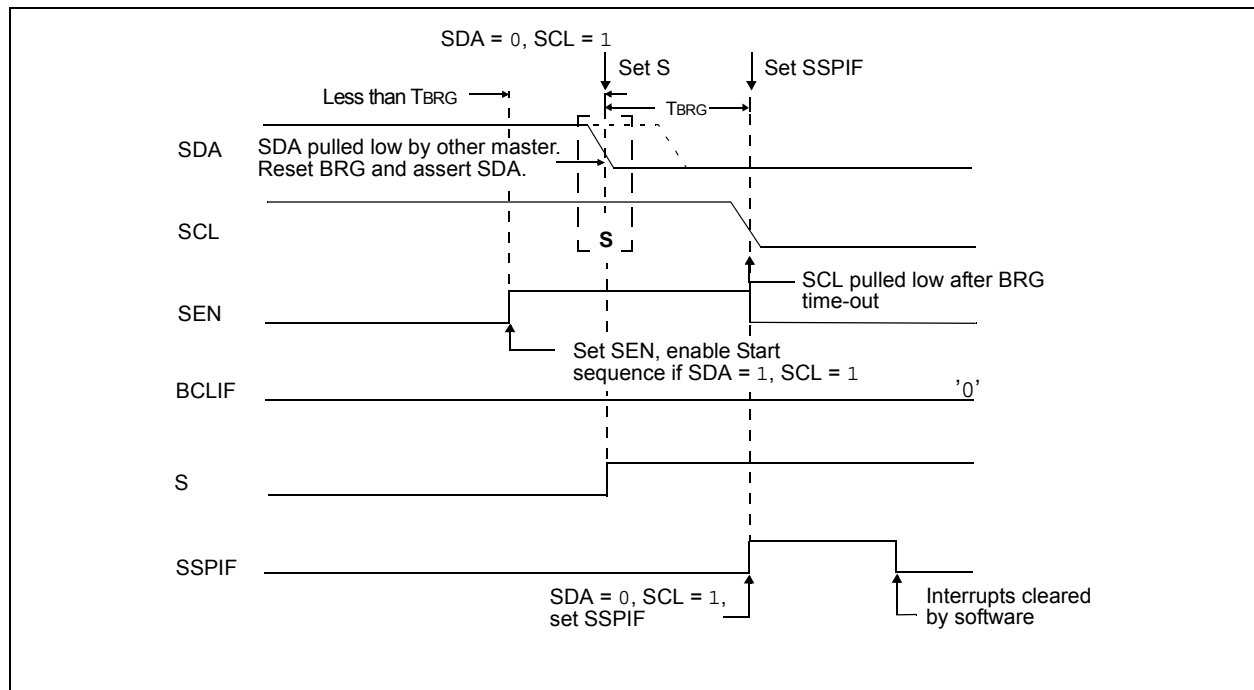 SDA = 0, SCL = 1
Set S
Set SSPIF
Less than TBRG
TBRG
SDA
SDA pulled low by other master.
Reset BRG and assert SDA.
SCL
S
SCL pulled low after BRG
time-out
SEN
Set SEN, enable Start
sequence if SDA = 1, SCL = 1
BCLIF
'0'
S
SSPIF
SDA = 0, SCL = 1,
set SSPIF
Interrupts cleared
by software